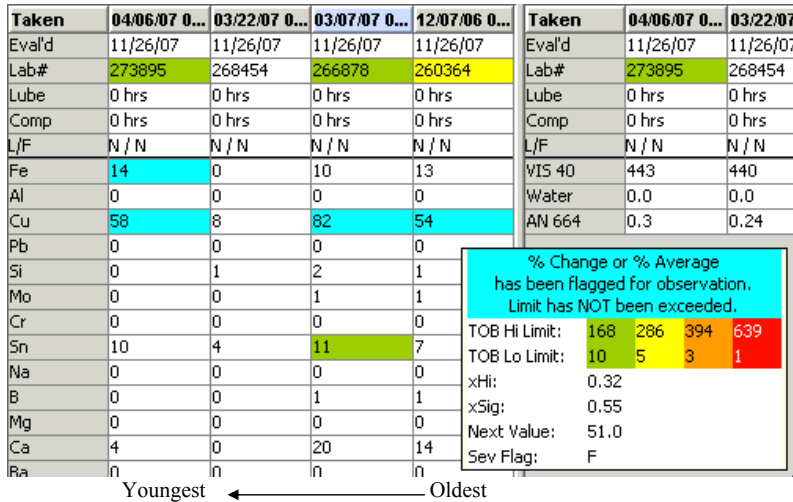 Taken 04/06/07 0... 03/22/07 0... 03/07/07 0... 12/07/06 0...
Eval'd 11/26/07 11/26/07 11/26/07 11/26/07
Lab# 273895 268454 266878 260364
Lube 0 hrs 0 hrs 0 hrs 0 hrs
Comp 0 hrs 0 hrs 0 hrs 0 hrs
L/F N / N N / N N / N N / N
Fe 14 0 10 13
Al 0 0 0 0
Cu 58 8 82 54
Pb 0 0 0 0
Si 0 1 2 1
Mo 0 0 1 1
Cr 0 0 0 0
Sn 10 4 11 7
Na 0 0 0 0
B 0 0 1 1
Mg 0 0 0 0
Ca 4 0 20 14
Ba 0 0 0 0
Taken 04/06/07 0... 03/22/07
Eval'd 11/26/07 11/26/07
Lab# 273895 268454
Lube 0 hrs 0 hrs
Comp 0 hrs 0 hrs
L/F N / N N / N
VIS 40 443 440
Water 0.0 0.0
AN 664 0.3 0.24
% Change or % Average
has been flagged for observation.
Limit has NOT been exceeded.
TOB Hi Limit: 168 286 394 639
TOB Lo Limit: 10 5 3 1
xHi: 0.32
xSig: 0.55
Next Value: 51.0
Sev Flag: F
Youngest Oldest